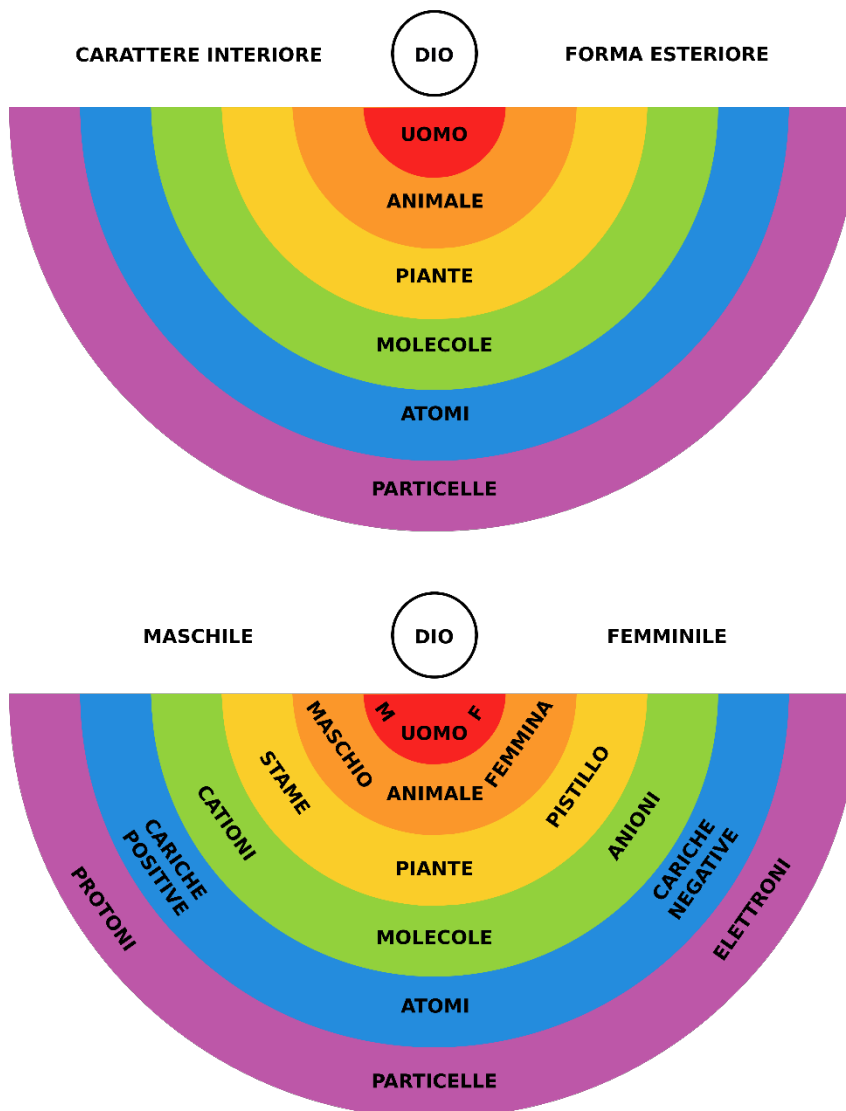 CARATTERE INTERIORE
DIO
FORMA ESTERIORE
UOMO
ANIMALE
PIANTE
MOLECOLE
ATOMI
PARTICELLE
MASCHILE
DIO
FEMMINILE
M
F
UOMO
MASCHIO
FEMMINA
ANIMALE
STAME
PISTILLO
PIANTE
CATIONI
ANIONI
MOLECOLE
CARICHE
POSITIVE
CARICHE
NEGATIVE
ATOMI
PROTONI
ELETTRONI
PARTICELLE